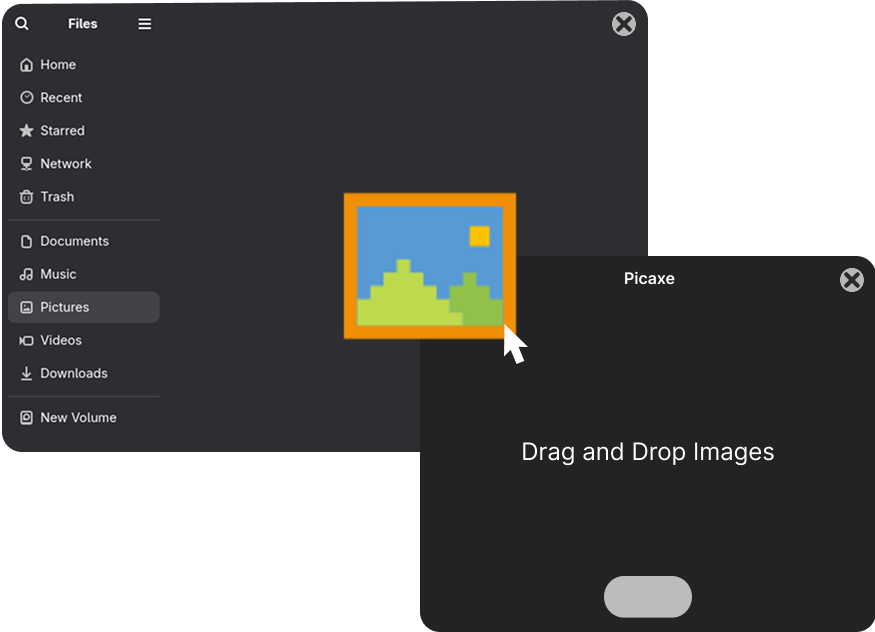 Files
Home
Recent
Starred
Network
Trash
Documents
Music
Pictures
Videos
Downloads
New Volume
Picaxe
Drag and Drop Images